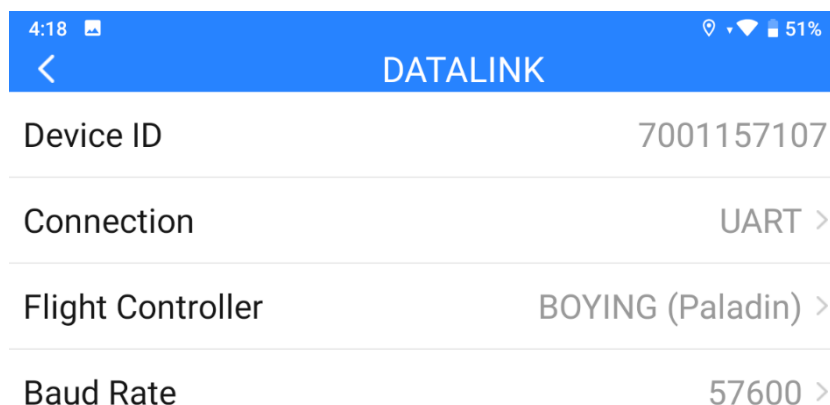 4:18 51%
DATALINK
Device ID 7001157107
Connection UART
Flight Controller BOYING (Paladin)
Baud Rate 57600